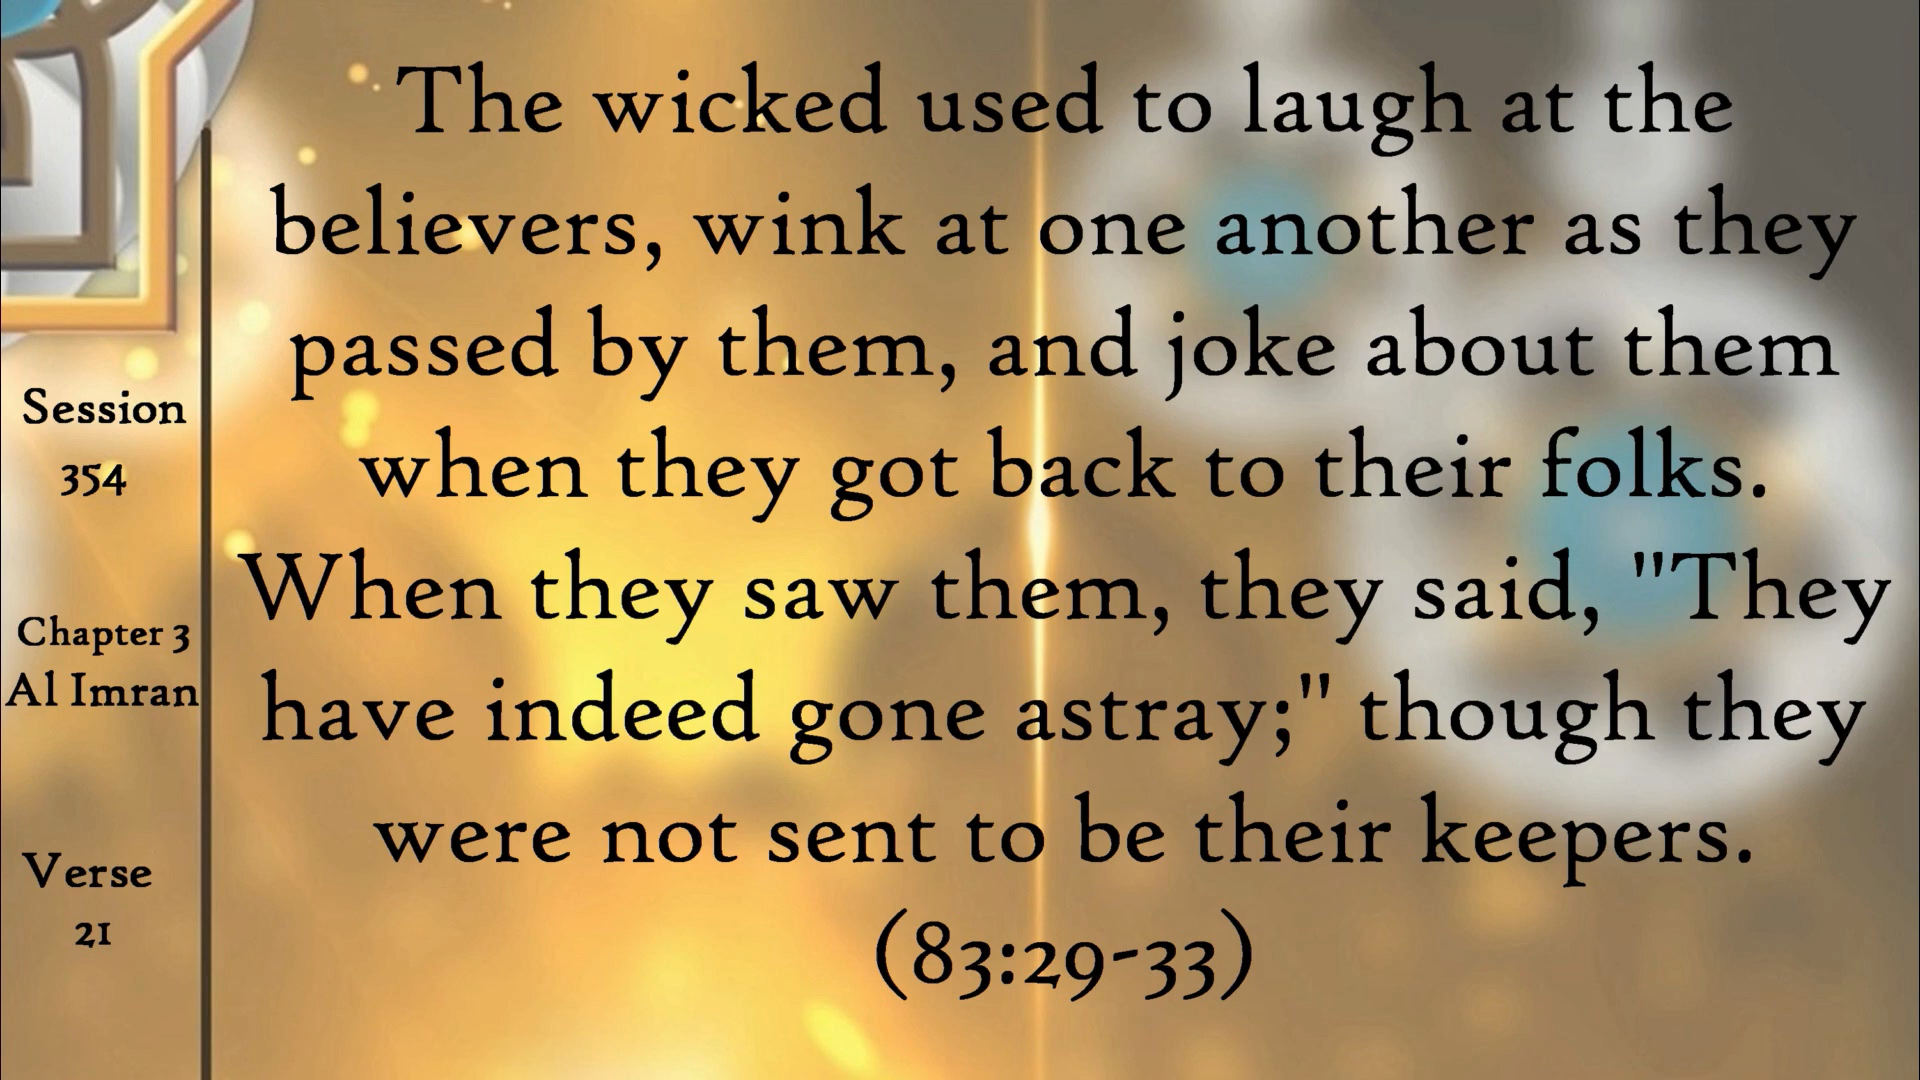 Session
354
Chapter 3
Al Imran
Verse
21
The wicked used to laugh at the
believers, wink at one another as they
passed by them, and joke about them
when they got back to their folks.
When they saw them, they said, "They
have indeed gone astray;" though they
were not sent to be their keepers.
(83:29-33)